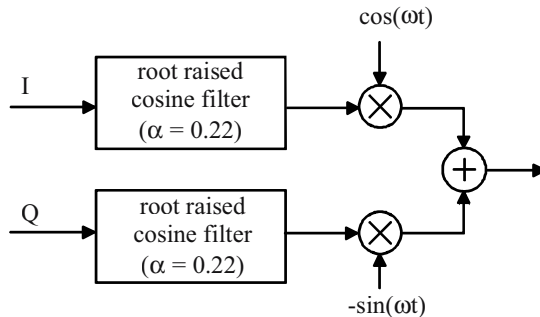 cos(ωt)
I
root raised
cosine filter
(α = 0.22)
Q
root raised
cosine filter
(α = 0.22)
-sin(ωt)